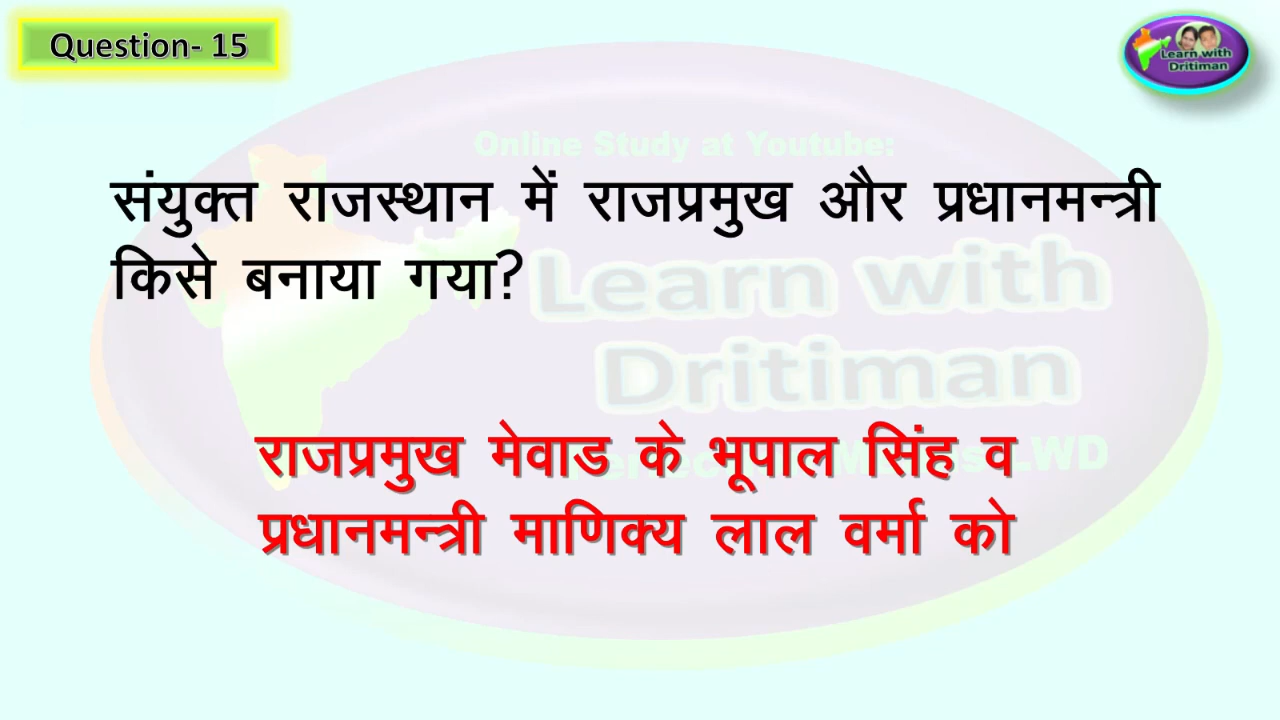 Question- 15
Learn with
Dritiman
Online Study at Youtube:
संयुक्त राजस्थान में राजप्रमुख और प्रधानमन्त्री
किसे बनाया गया?
Learn with
Dritiman
राजप्रमुख मेवाड के भूपाल सिंह व
LWD
प्रधानमन्त्री माणिक्य लाल वर्मा को